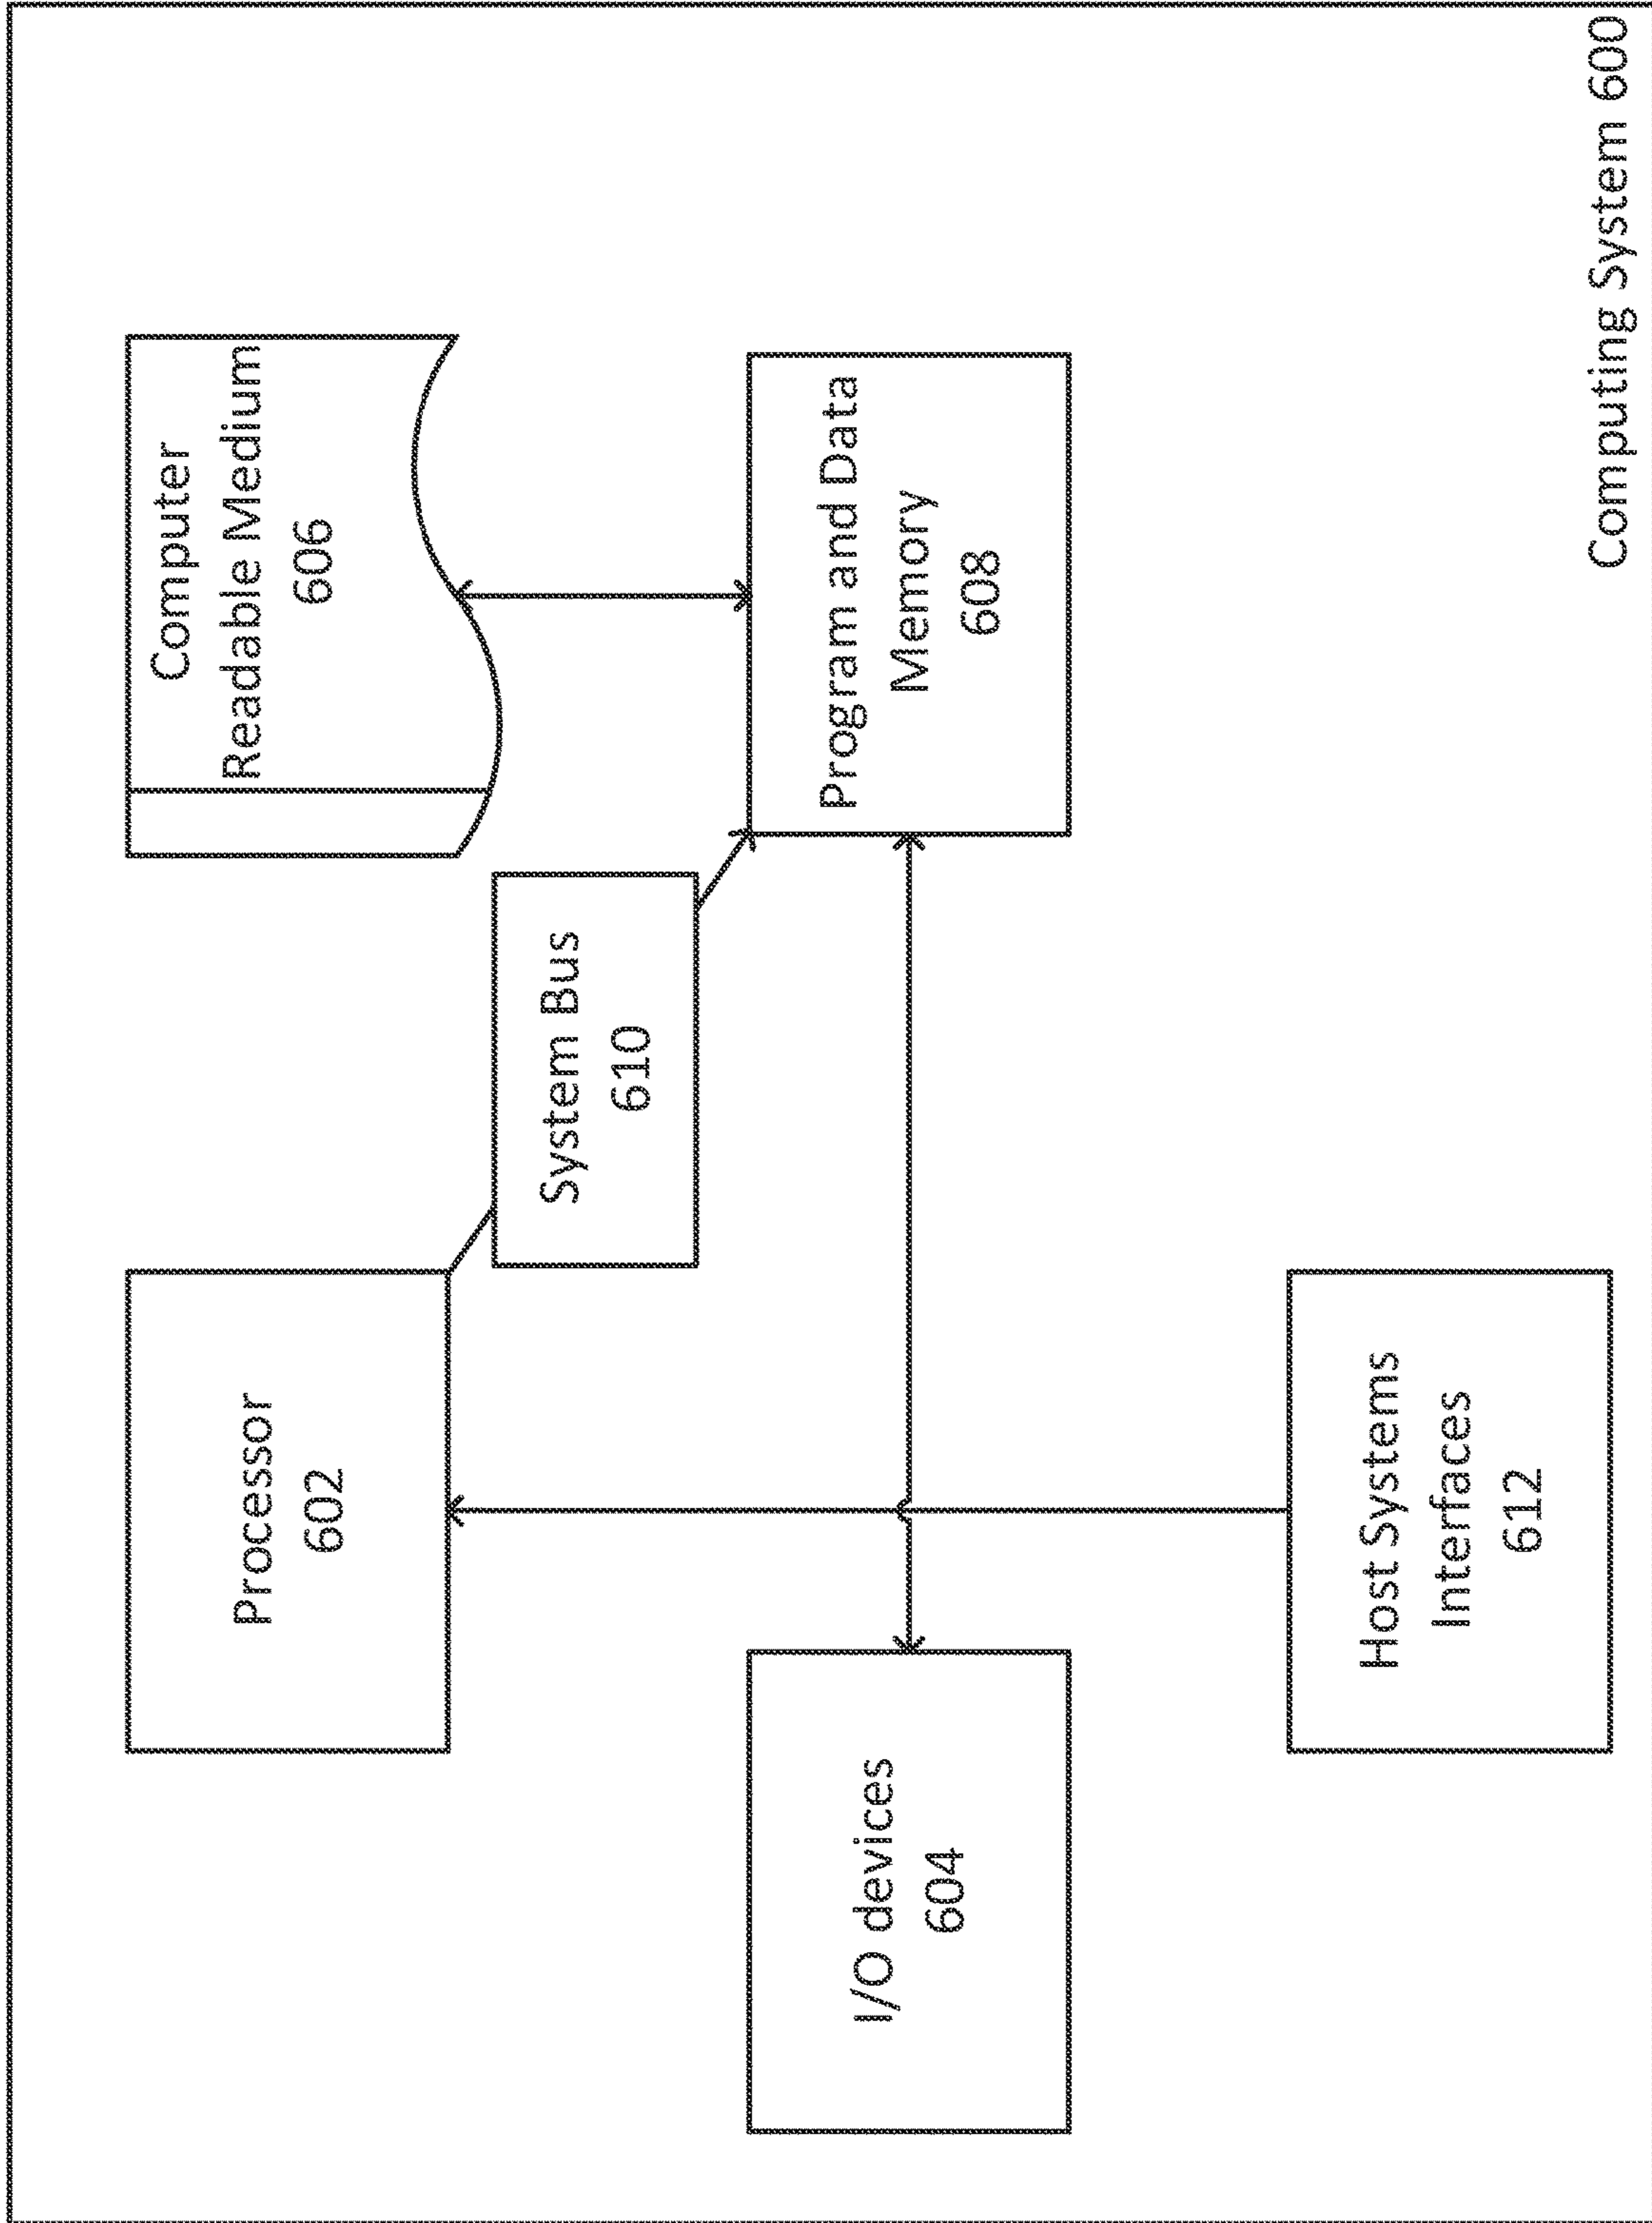 Processor
602
Computer
Readable Medium
606
System Bus
610
I/O devices
604
Program and Data
Memory
608
Host Systems
Interfaces
612
Computing System 600